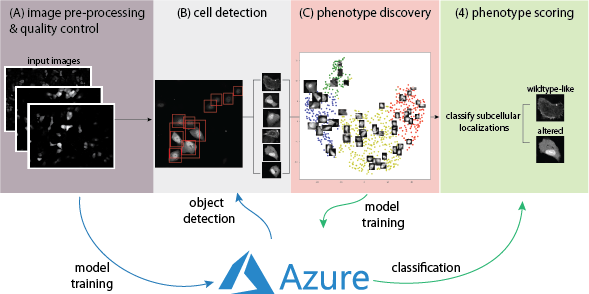 (A) image pre-processing
& quality control
(B) cell detection
(C) phenotype discovery
(4) phenotype scoring
input images
wildtype-like
classify subcellular
localizations
altered
object
detection
model
training
model
training
Azure
classification